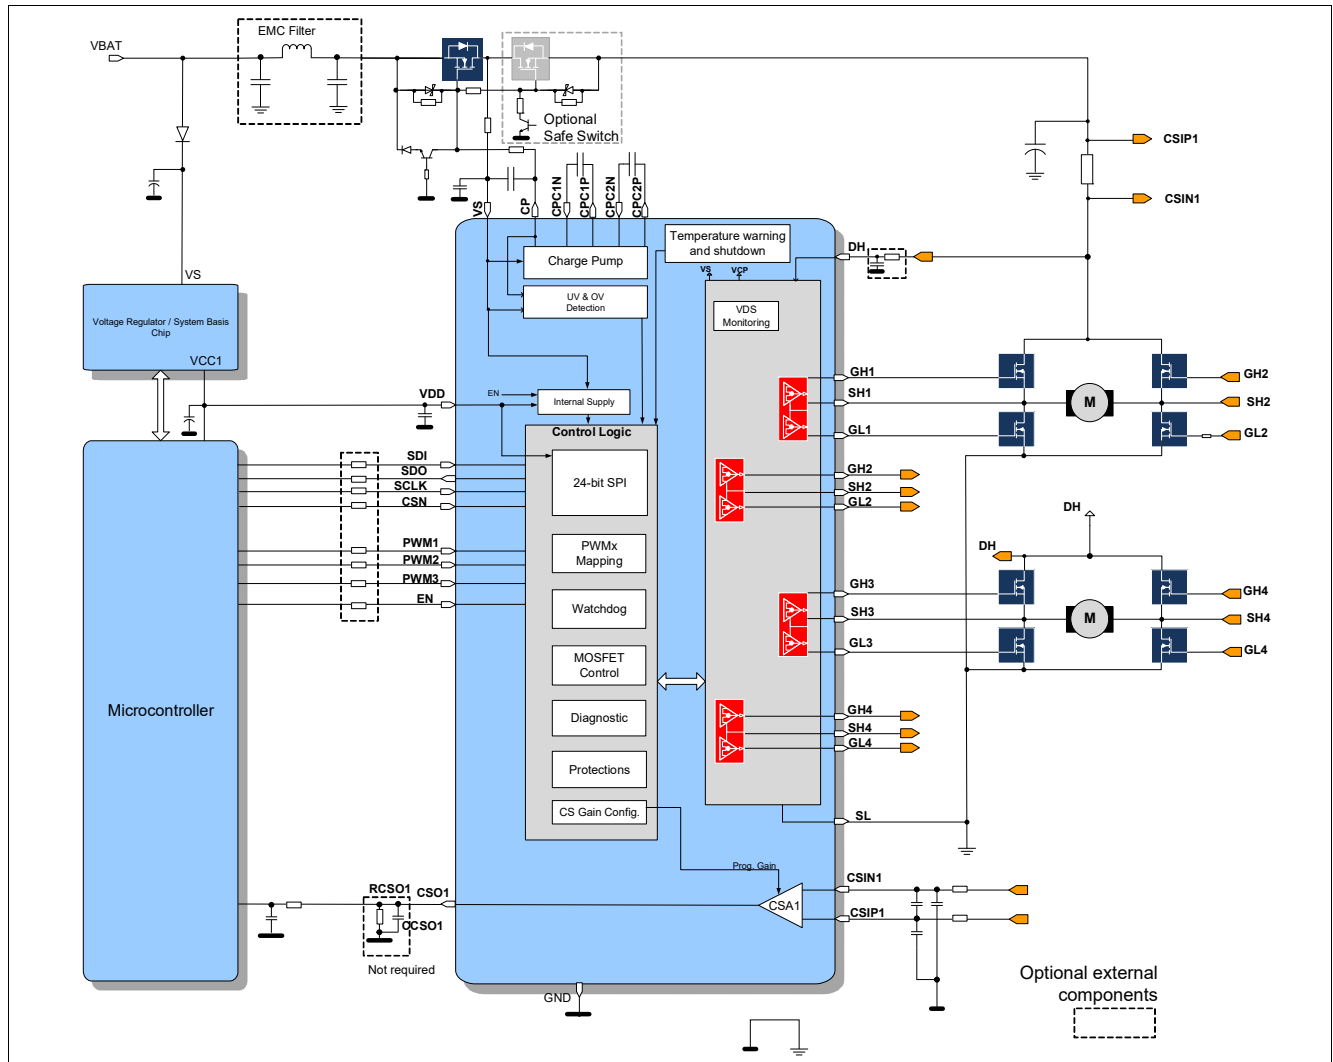 EMC Filter
VBAT
Optional
Safe Switch
CSIP1
CSIN1
VS
CP
CPC1N
CPC1P
CPC2N
CPC2P
Temperature warning
and shutdown
DH
Charge Pump
VS
VCP
VS
UV & OV
Detection
VDS
Monitoring
Voltage Regulator / System Basis
Chip
VCC1
VDD
EN
Internal Supply
GH1
SH1
GL1
M
GH2
SH2
GL2
Control Logic
SDI
SDO
SCLK
CSN
24-bit SPI
GH2
SH2
GL2
PWM1
PWM2
PWM3
EN
PWMx
Mapping
Watchdog
DH
DH
GH3
SH3
GL3
M
GH4
SH4
GL4
MOSFET
Control
Microcontroller
Diagnostic
GH4
SH4
GL4
Protections
CS Gain Config.
SL
Prog. Gain
RCSO1
CSO1
CCSO1
Not required
CSA1
CSIN1
CSIP1
GND
Optional external
components